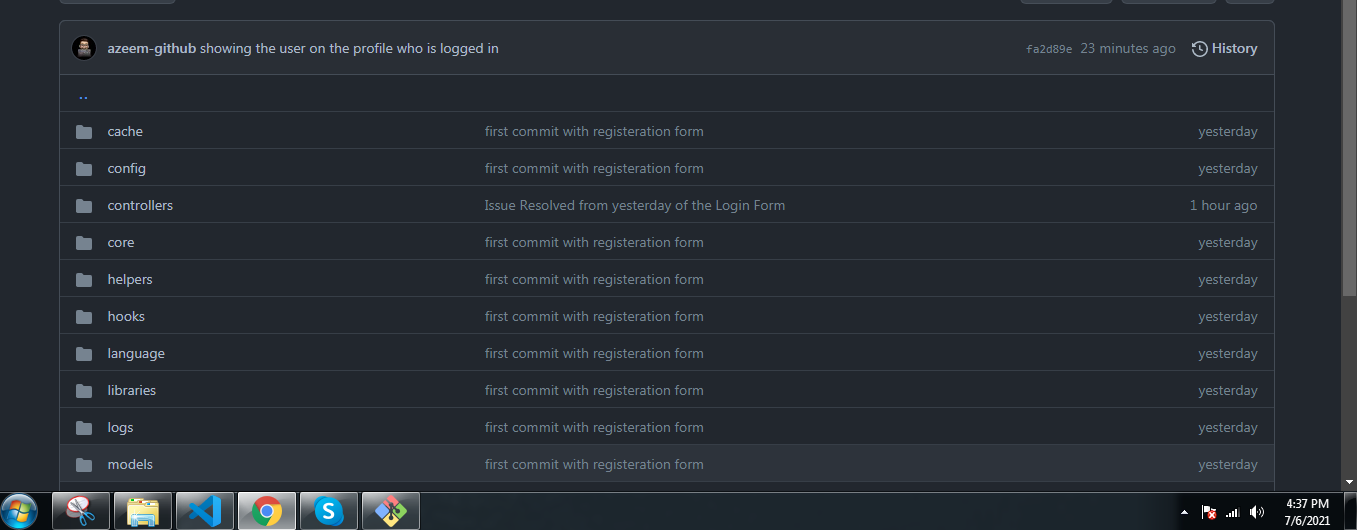 azeem-github showing the user on the profile who is logged in fa2d89e 23 minutes ago History
..
cache first commit with registeration form yesterday
config first commit with registeration form yesterday
controllers Issue Resolved from yesterday of the Login Form 1 hour ago
core first commit with registeration form yesterday
helpers first commit with registeration form yesterday
hooks first commit with registeration form yesterday
language first commit with registeration form yesterday
libraries first commit with registeration form yesterday
logs first commit with registeration form yesterday
models first commit with registeration form yesterday
4:37 PM
7/6/2021